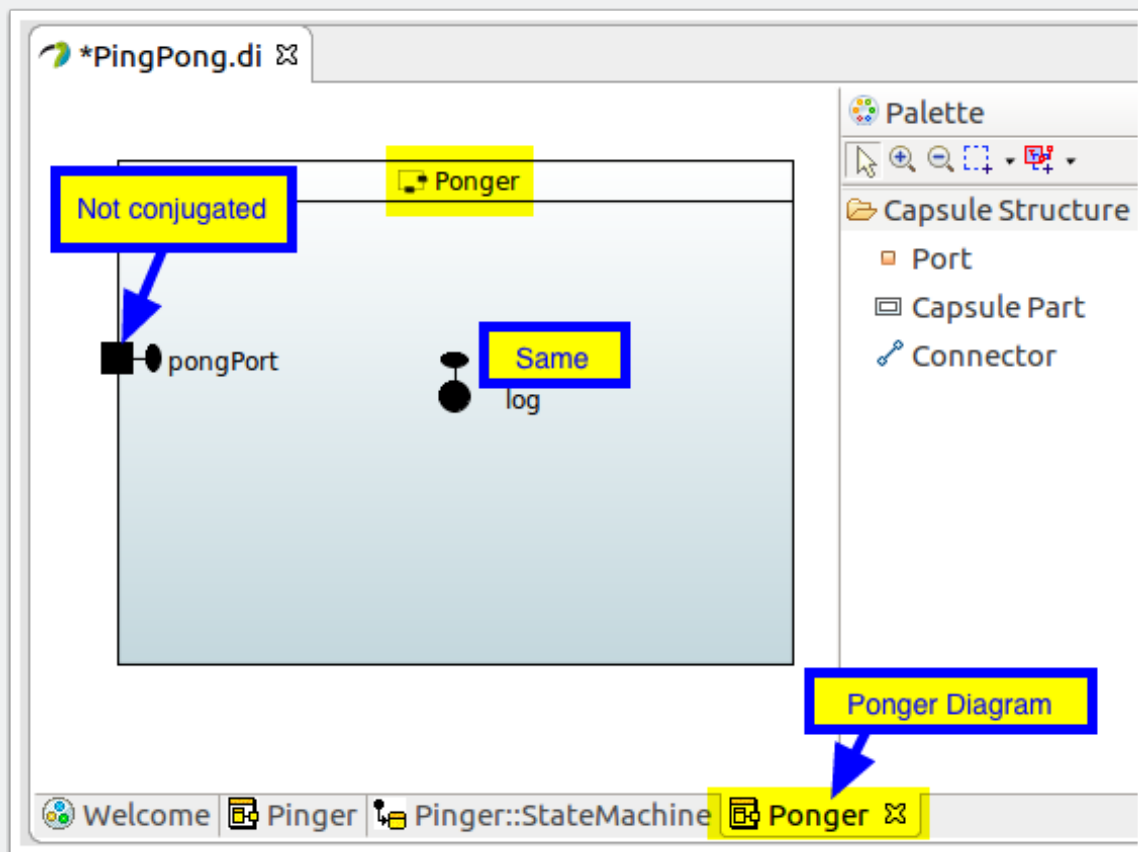 *PingPong.di
Palette
Ponger
Not conjugated
Capsule Structure
Port
Capsule Part
Connector
pongPort
Same
log
Ponger Diagram
Welcome
Pinger
Pinger::StateMachine
Ponger